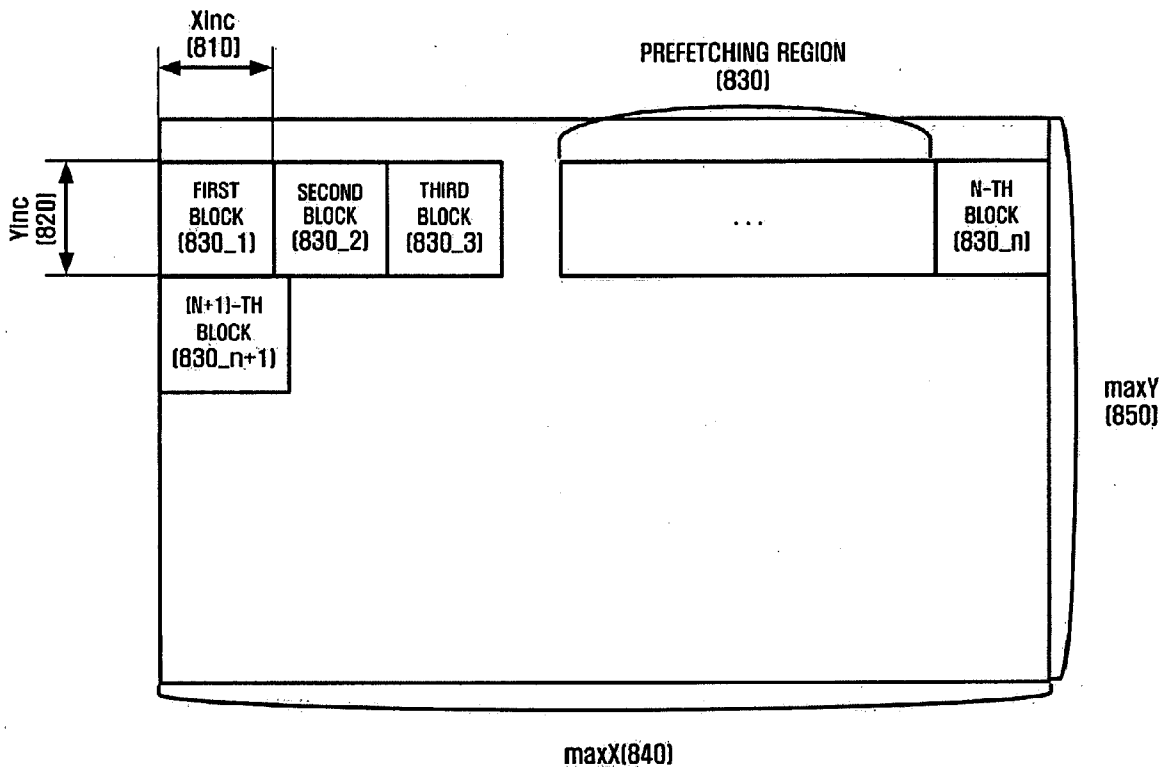 Xinc
(810)
PREFETCHING REGION
(830)
Yinc
(820)
FIRST
BLOCK
(830_1)
SECOND
BLOCK
(830_2)
THIRD
BLOCK
(830_3)
...
N-TH
BLOCK
(830_n)
(N+1)-TH
BLOCK
(830_n+1)
maxY
(850)
maxX(840)